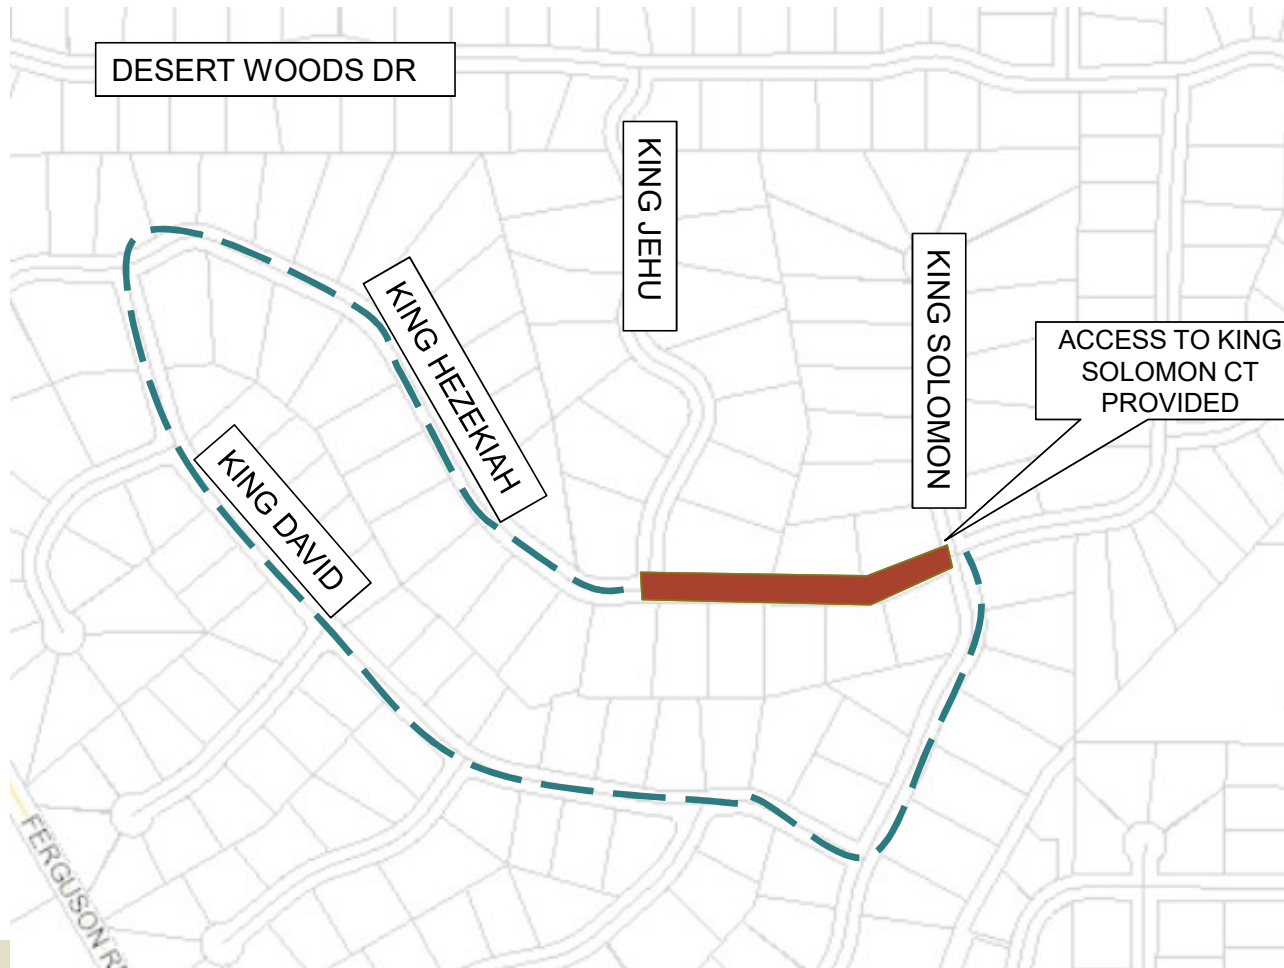 DESERT WOODS DR
KING JEHU
KING SOLOMON
KING HEZEKIAH
ACCESS TO KING
SOLOMON CT
PROVIDED
KING DAVID
FERGUSON